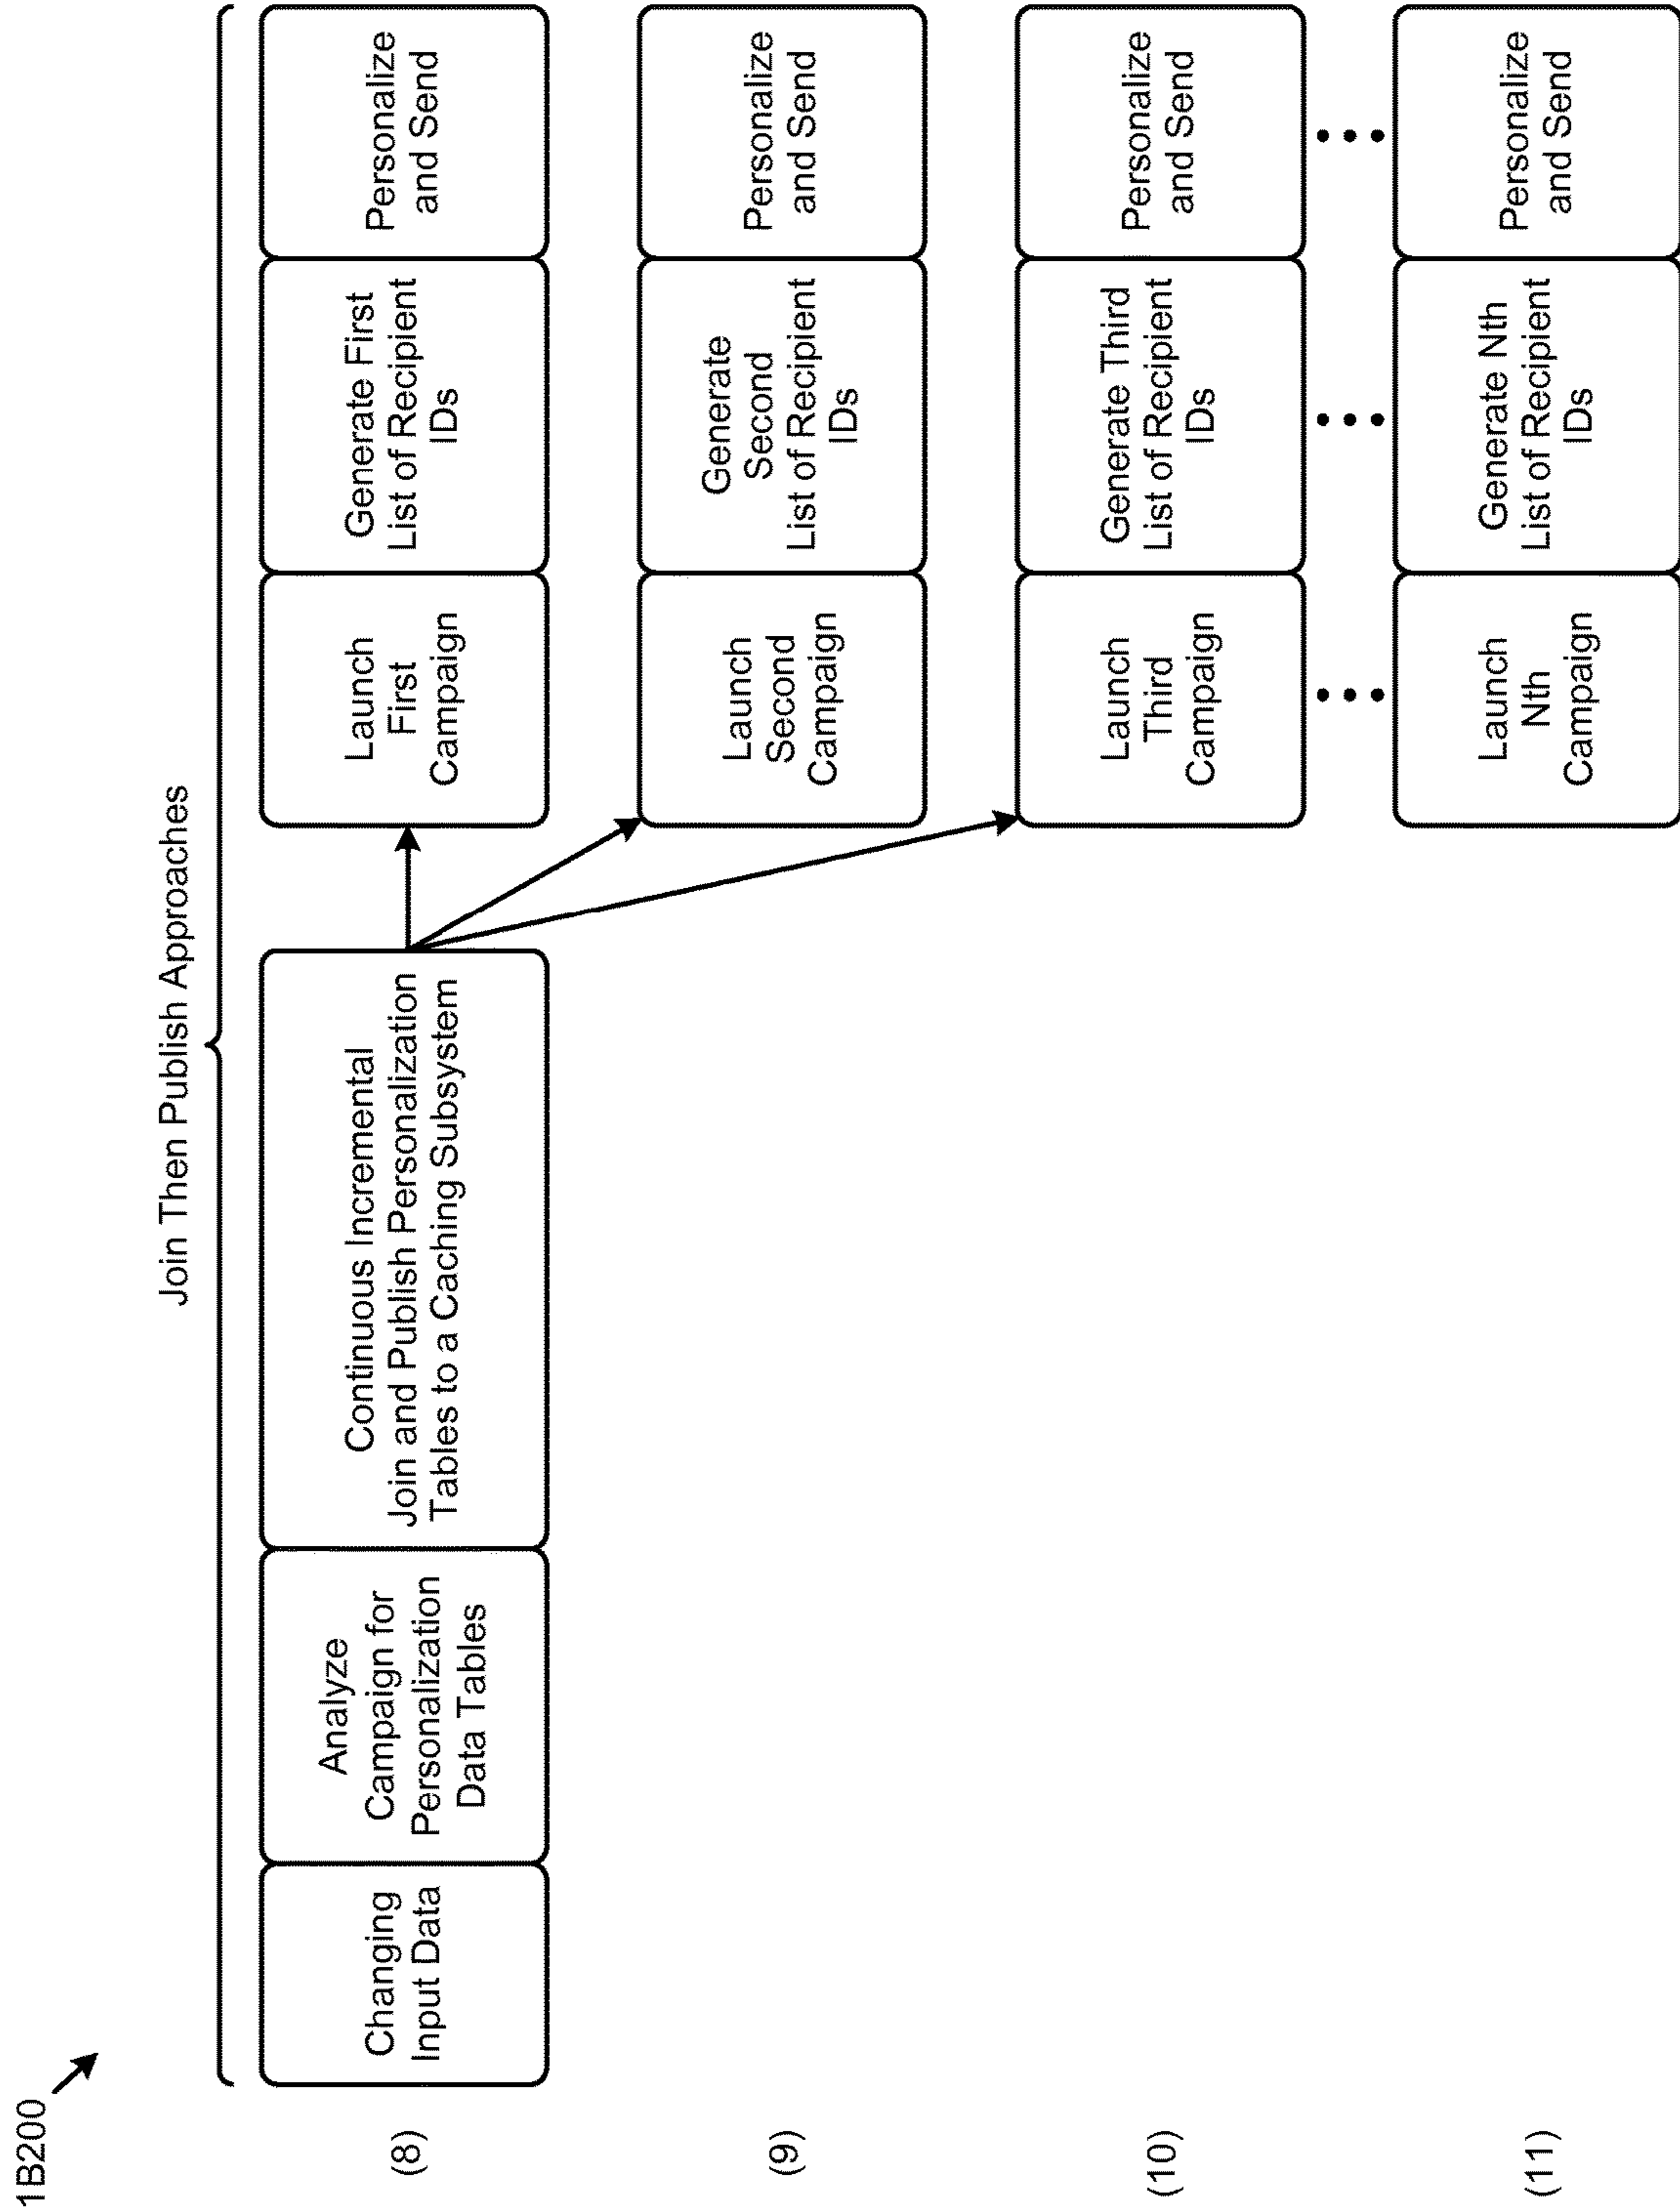 1B200
Join Then Publish Approaches
(8)
Changing
Input Data
Analyze
Campaign for
Personalization
Data Tables
Continuous Incremental
Join and Publish Personalization
Tables to a Caching Subsystem
Launch
First
Campaign
Generate First
List of Recipient
IDs
Personalize
and Send
(9)
Launch
Second
Campaign
Generate
Second
List of Recipient
IDs
Personalize
and Send
(10)
Launch
Third
Campaign
Generate Third
List of Recipient
IDs
Personalize
and Send
(11)
Launch
Nth
Campaign
Generate Nth
List of Recipient
IDs
Personalize
and Send